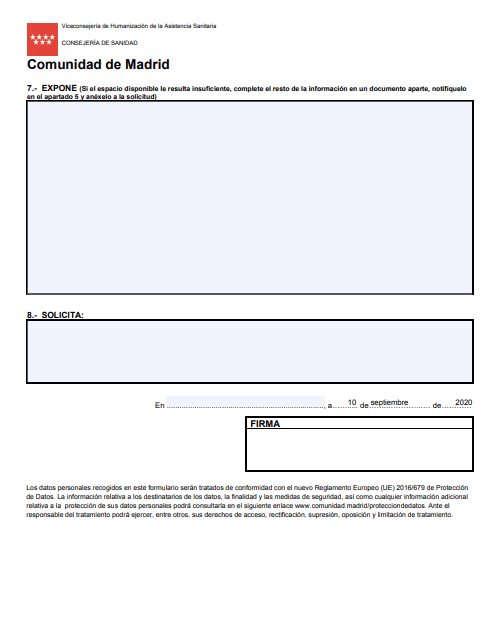 Viceconsejería de Humanización de la Asistencia Sanitaria
CONSEJERÍA DE SANIDAD
Comunidad de Madrid
7.- EXPONE (Si el espacio disponible le resulta insuficiente, complete el resto de la información en un documento aparte, notifíquelo
en el apartado 5 y anéxelo a la solicitud)
8.- SOLICITA:
En ............................................................................, a.......... 10 de septiembre .......... de 2020
FIRMA
Los datos personales recogidos en este formulario serán tratados de conformidad con el nuevo Reglamento Europeo (UE) 2016/679 de Protección
de Datos. La información relativa a los destinatarios de los datos, la finalidad y las medidas de seguridad, así como cualquier información adicional
relativa a la protección de sus datos personales podrá consultarla en el siguiente enlace www.comunidad.madrid/protecciondedatos. Ante el
responsable del tratamiento podrá ejercer, entre otros, sus derechos de acceso, rectificación, supresión, oposición y limitación de tratamiento.